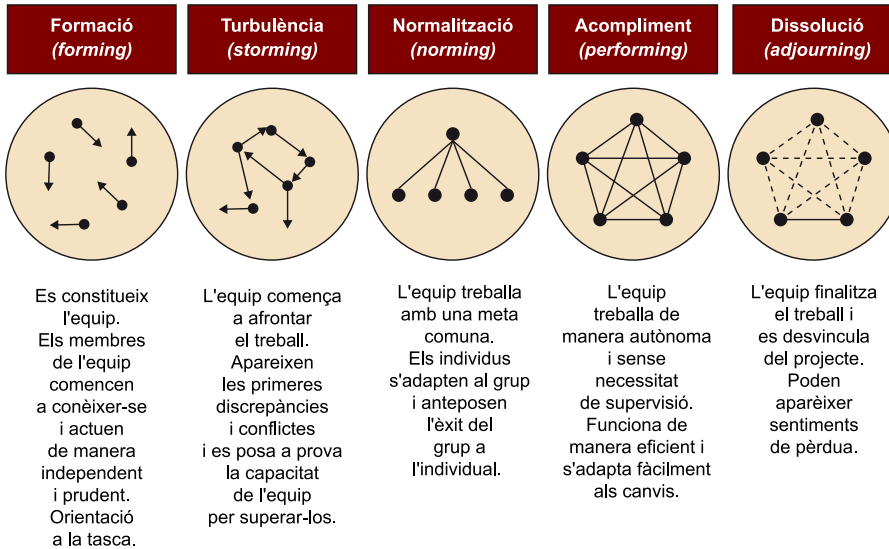 Formació
(forming)
Turbulència
(storming)
Normalització
(norming)
Acompliment
(performing)
Dissolució
(adjourning)
Es constitueix
l'equip.
Els membres
de l'equip
comencen
a conèixer-se
i actuen
de manera
independent
i prudent.
Orientació
a la tasca.
L'equip comença
a afrontar
el treball.
Apareixen
les primeres
discrepàncies
i conflictes
i es posa a prova
la capacitat
de l'equip
per superar-los.
L'equip treballa
amb una meta
comuna.
Els individus
s'adapten al grup
i anteposen
l'èxit del
grup a
l'individual.
L'equip
treballa de
manera autònoma
i sense
necessitat
de supervisió.
Funciona de
manera eficient i
s'adapta fàcilment
als canvis.
L'equip finalitza
el treball i
es desvincula
del projecte.
Poden
aparèixer
sentiments
de pèrdua.